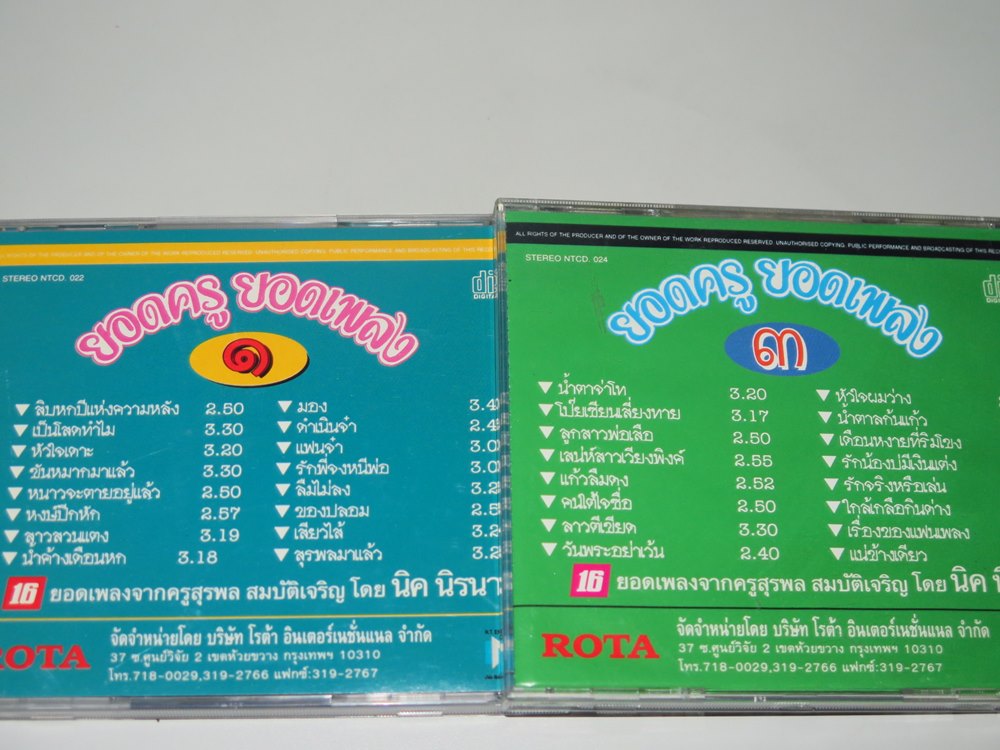 RIGHTS OF THE PRODUCER AND OF THE OWNER OF THE WORK REPRODUCED RESERVED. UNAUTHORISED COPYING, PUBLIC PERFORMANCE AND BROADCASTING OF THIS RECO
STEREO NTCD. 022
ยอดครู ยอดเพลง
๑
▼ สิบหกปีแห่งความหลัง 2.50
▼ เป็นโสดทำไม 3.30
▼ หัวใจเดาะ 3.20
▼ ขันหมากมาแล้ว 3.30
▼ หนาวจะตายอยู่แล้ว 2.50
▼ หงษ์ปีกหัก 2.57
▼ สาวสวนแตง 3.19
▼ น้ำค้างเดือนหก 3.18
▼ มอง
▼ ดำเนินจ๋า
▼ แฟนจ๋า
▼ รักพี่จงหนีพ่อ
▼ ลืมไม่ลง
▼ ของปลอม
▼ เสียวไส้
▼ สุรพลมาแล้ว
16 ยอดเพลงจากครูสุรพล สมบัติเจริญ โดย นิค นิรนา
ROTA
จัดจำหน่ายโดย บริษัท โรต้า อินเตอร์เนชั่นแนล จำกัด
37 ซ.ศูนย์วิจัย 2 เขตห้วยขวาง กรุงเทพฯ 10310
โทร.718-0029,319-2766 แฟกซ์:319-2767
ALL RIGHTS OF THE PRODUCER AND OF THE OWNER OF THE WORK REPRODUCED RESERVED. UNAUTHORISED COPYING, PUBLIC PERFORMANCE AND BROADCASTING OF THIS REC
STEREO NTCD. 024
ยอดครู ยอดเพลง
๓
▼ น้ำตาจ่าโท 3.20
▼ โป๊ยเซียนเสี่ยงทาย 3.17
▼ ลูกสาวพ่อเสือ 2.50
▼ เสน่ห์สาวเวียงพิงค์ 2.55
▼ แก้วลืมดง 2.52
▼ คนใต้ใจซื่อ 2.50
▼ ลาวตีเขียด 3.30
▼ วันพระอย่าเว้น 2.40
▼ หัวใจผมว่าง
▼ น้ำตาลก้นแก้ว
▼ เดือนหงายที่ริมโขง
▼ รักน้องบ่มีเงินแต่ง
▼ รักจริงหรือเล่น
▼ ใกล้เกลือกินด่าง
▼ เรื่องของแฟนเพลง
▼ แน่ข้างเดียว
16 ยอดเพลงจากครูสุรพล สมบัติเจริญ โดย นิค
ROTA
จัดจำหน่ายโดย บริษัท โรต้า อินเตอร์เนชั่นแนล จำกัด
37 ซ.ศูนย์วิจัย 2 เขตห้วยขวาง กรุงเทพฯ 10310
โทร.718-0029,319-2766 แฟกซ์:319-2767